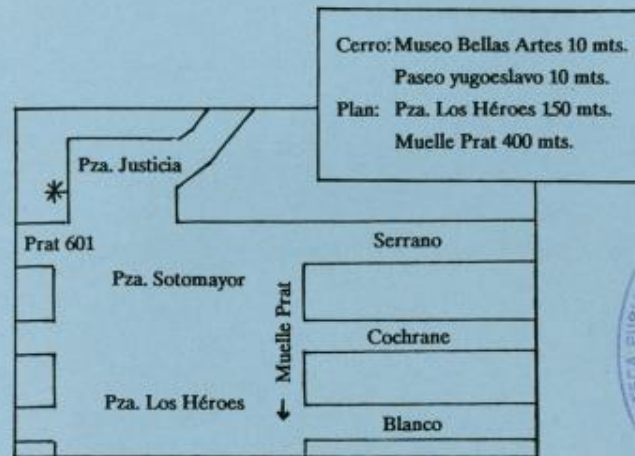 Cerro: Museo Bellas Artes 10 mts.
Paseo yugoeslavo 10 mts.
Plan: Pza. Los Héroes 150 mts.
Muelle Prat 400 mts.
Pza. Justicia
Prat 601
Serrano
Pza. Sotomayor
Muelle Prat
Cochrane
Pza. Los Héroes
Blanco